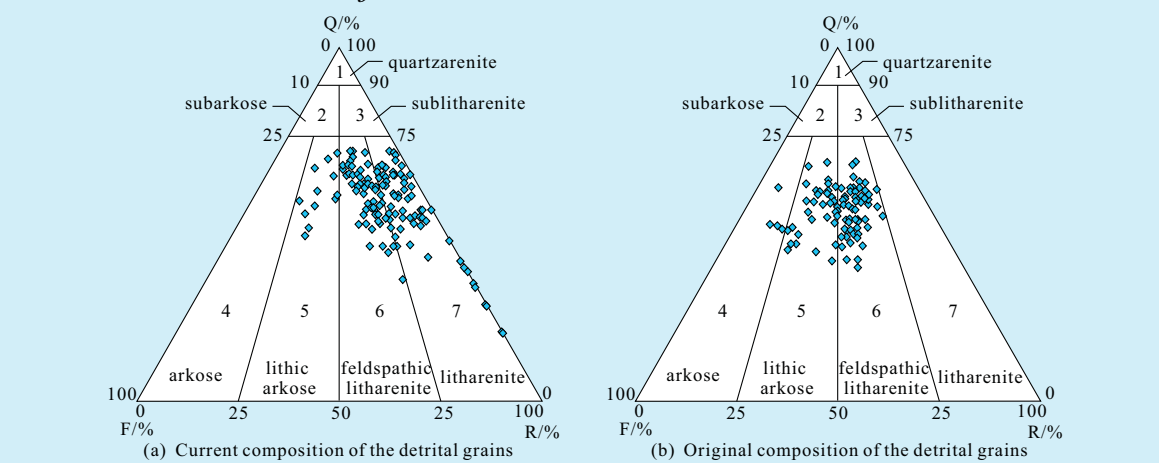 Q/%
0 100
1
quartzarenite
10
90
subarkose
2
3
sublitharenite
25
75
4
5
6
7
arkose
lithic
arkose
feldspathic
litharenite
litharenite
100
0
0
25
50
25
100
F/%
R/%
(a) Current composition of the detrital grains
Q/%
0 100
1
quartzarenite
10
90
subarkose
2
3
sublitharenite
25
75
4
5
6
7
arkose
lithic
arkose
feldspathic
litharenite
litharenite
100
0
0
25
50
25
100
F/%
R/%
(b) Original composition of the detrital grains